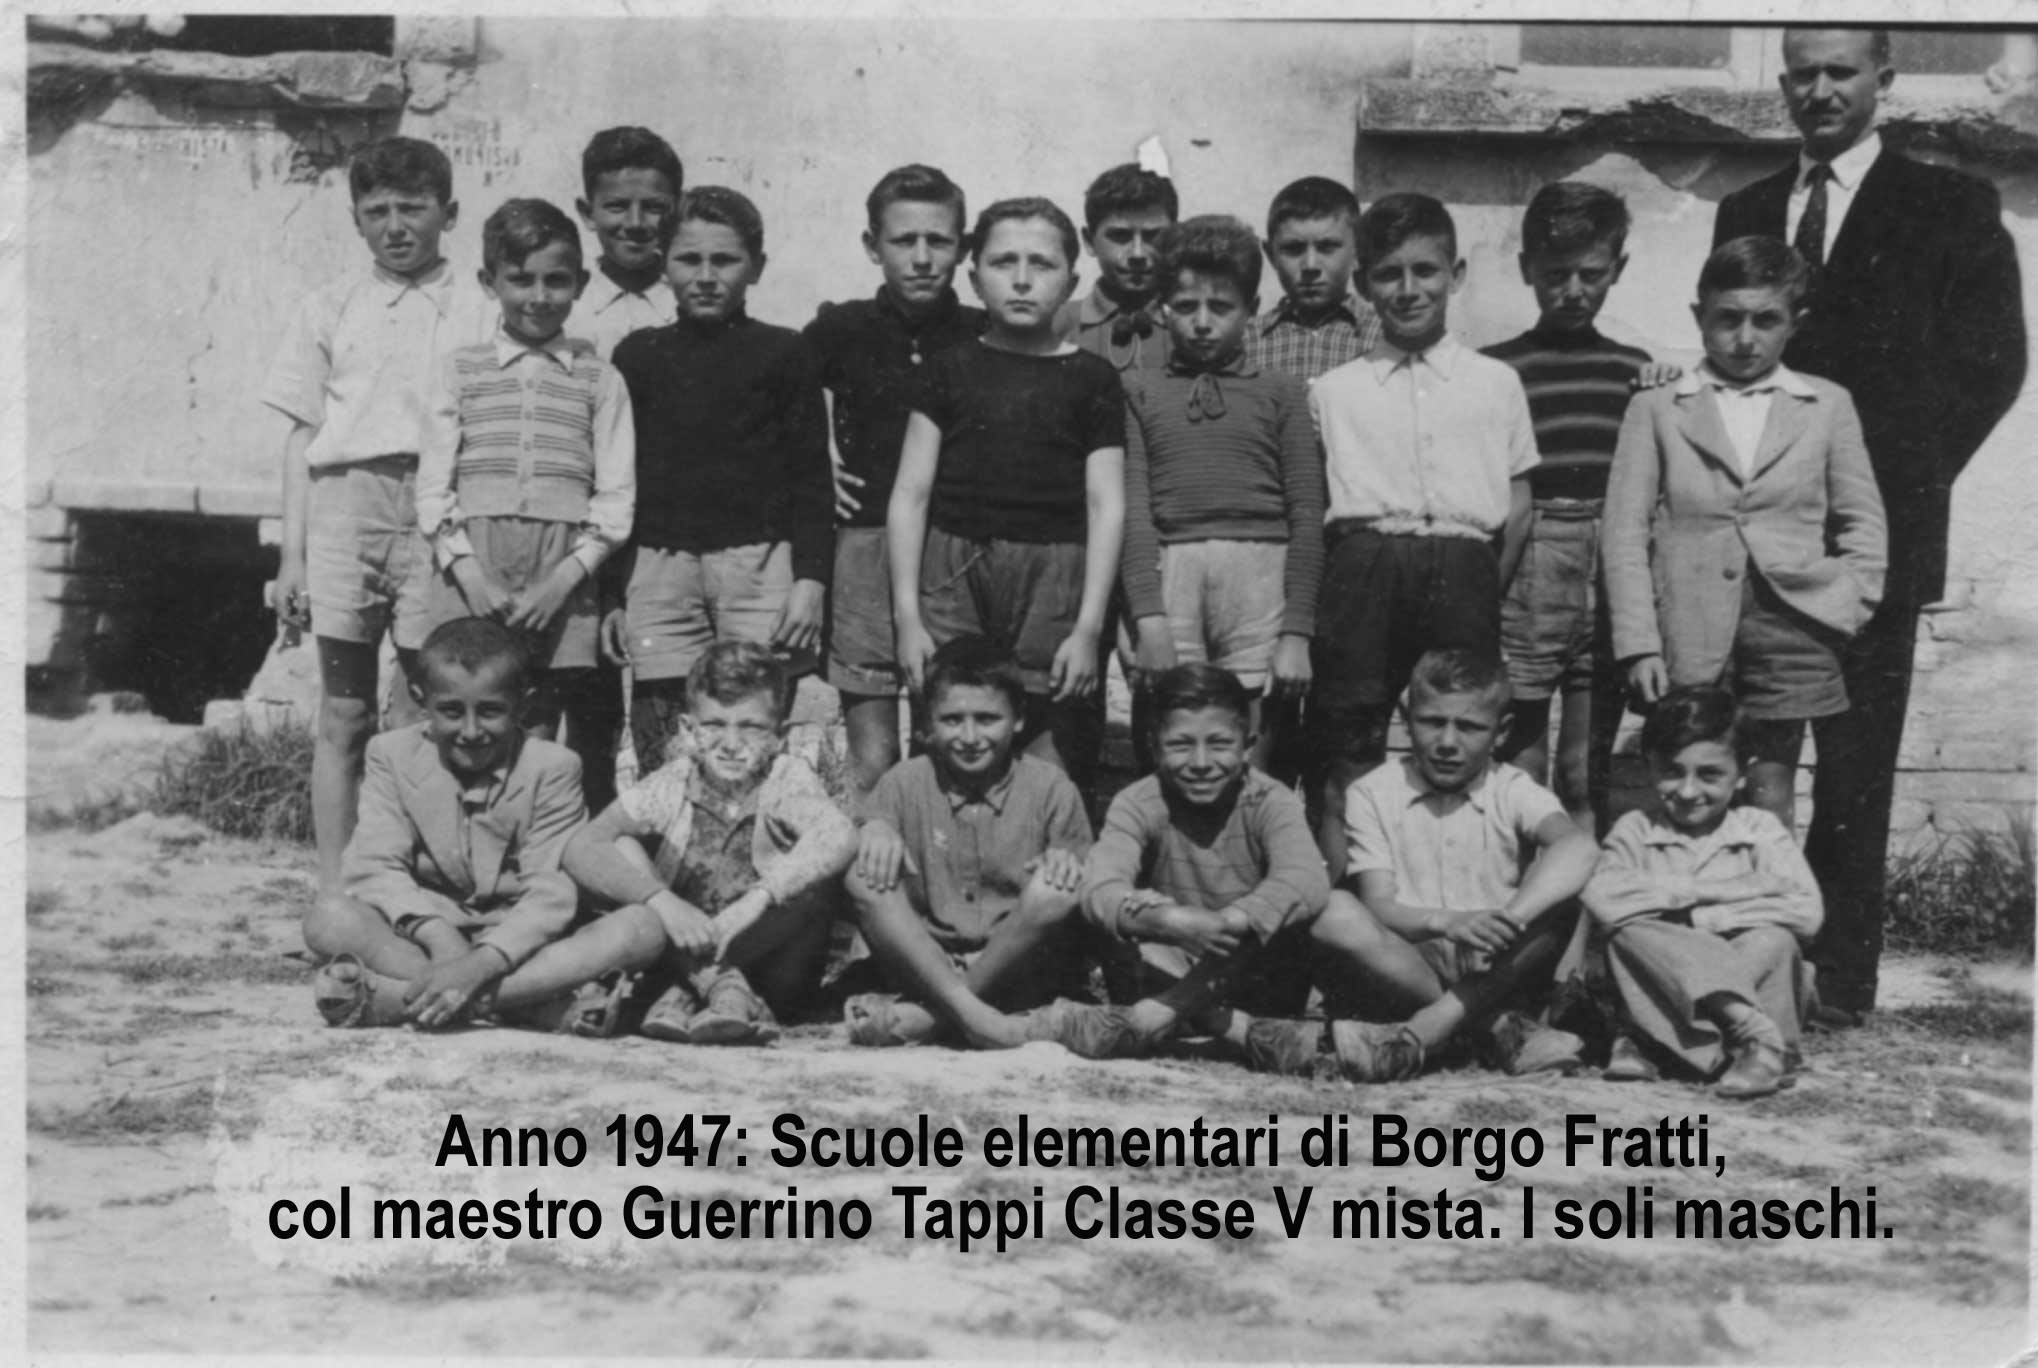 Anno 1947: Scuole elementari di Borgo Fratti,
col maestro Guerrino Tappi Classe V mista. I soli maschi.